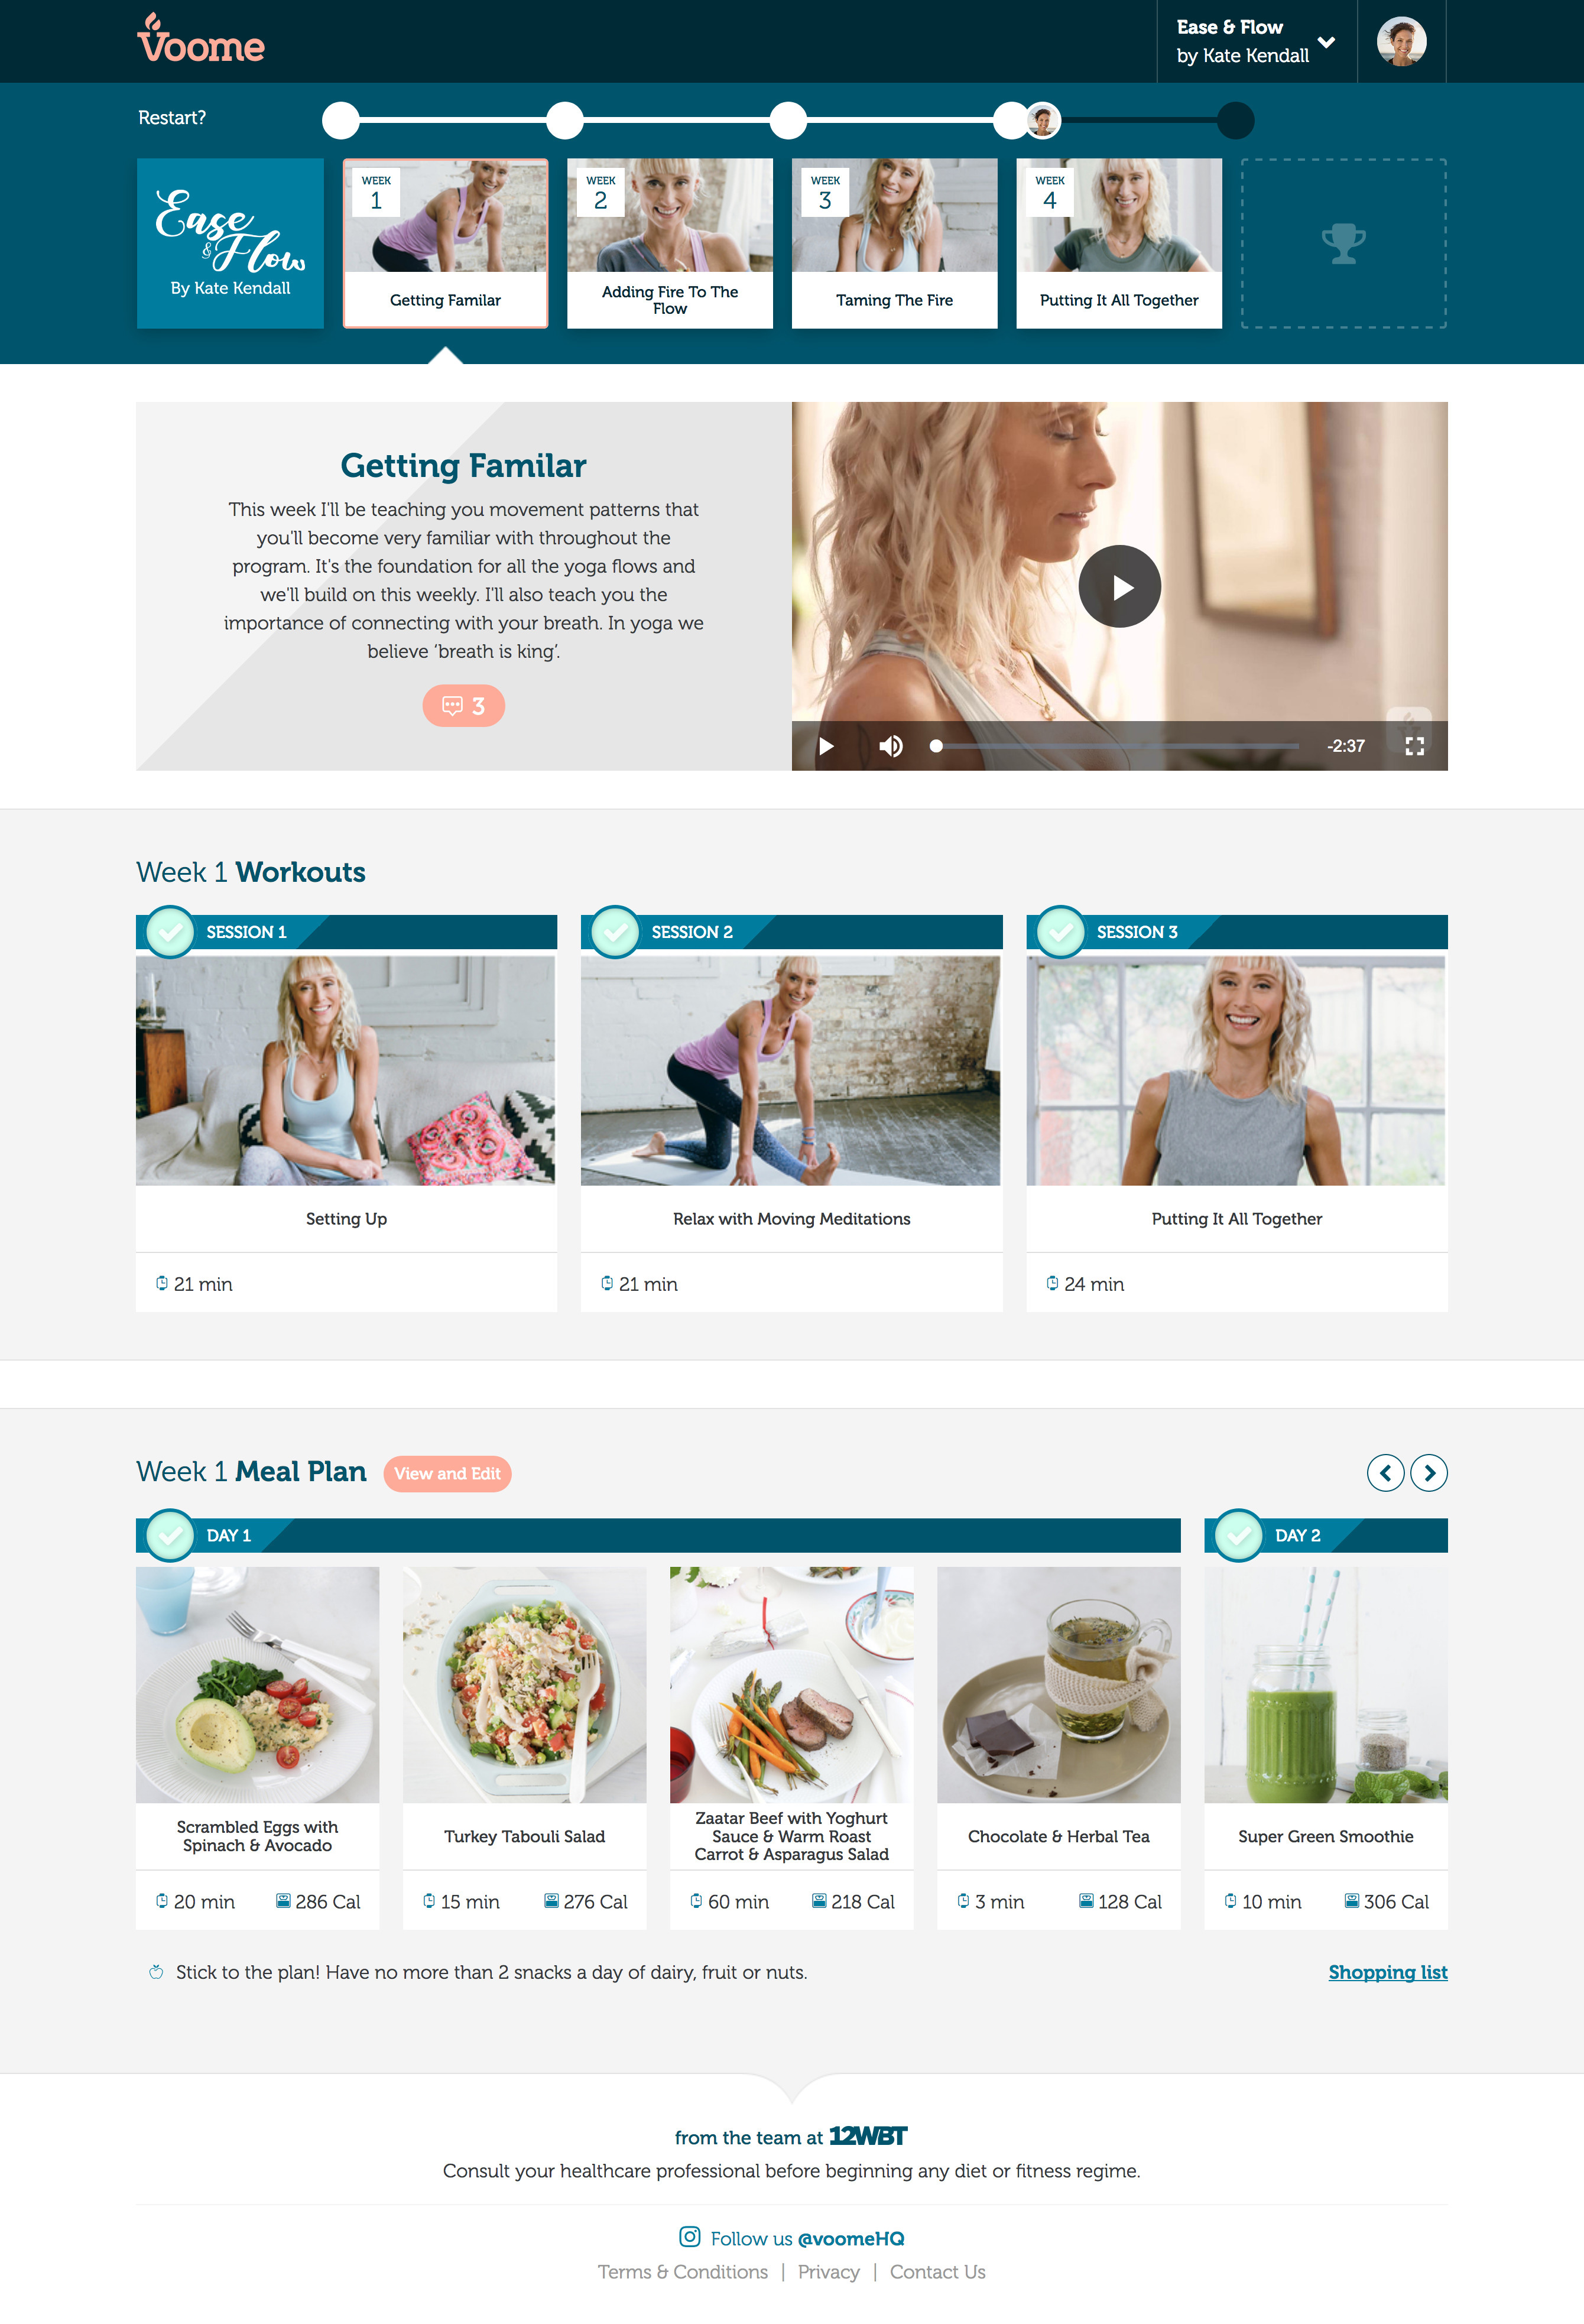 Voome
Ease & Flow
by Kate Kendall
Restart?
Ease
& Flow
By Kate Kendall
WEEK
1
Getting Familar
WEEK
2
Adding Fire To The
Flow
WEEK
3
Taming The Fire
WEEK
4
Putting It All Together
Getting Familar
This week I'll be teaching you movement patterns that
you'll become very familiar with throughout the
program. It's the foundation for all the yoga flows and
we'll build on this weekly. I'll also teach you the
importance of connecting with your breath. In yoga we
believe 'breath is king'.
3
-2:37
Week 1 Workouts
SESSION 1
Setting Up
21 min
SESSION 2
Relax with Moving Meditations
21 min
SESSION 3
Putting It All Together
24 min
Week 1 Meal Plan
View and Edit
DAY 1
DAY 2
Scrambled Eggs with
Spinach & Avocado
20 min 286 Cal
Turkey Tabouli Salad
15 min 276 Cal
Zaatar Beef with Yoghurt
Sauce & Warm Roast
Carrot & Asparagus Salad
60 min 218 Cal
Chocolate & Herbal Tea
3 min 128 Cal
Super Green Smoothie
10 min 306 Cal
Stick to the plan! Have no more than 2 snacks a day of dairy, fruit or nuts.
Shopping list
from the team at 12WBT
Consult your healthcare professional before beginning any diet or fitness regime.
Follow us @voomeHQ
Terms & Conditions | Privacy | Contact Us